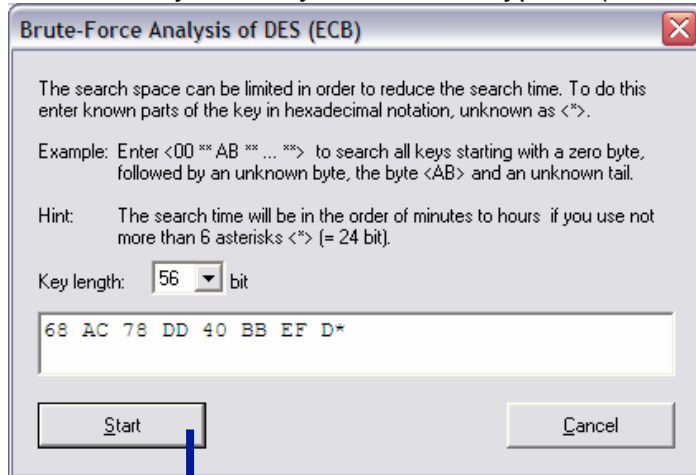 Brute-Force Analysis of DES (ECB)
The search space can be limited in order to reduce the search time. To do this
enter known parts of the key in hexadecimal notation, unknown as <*>.
Example: Enter <00 ** AB ** ... **> to search all keys starting with a zero byte,
followed by an unknown byte, the byte <AB> and an unknown tail.
Hint: The search time will be in the order of minutes to hours if you use not
more than 6 asterisks <*> (= 24 bit).
Key length: 56 bit
68 AC 78 DD 40 BB EF D*
Start Cancel